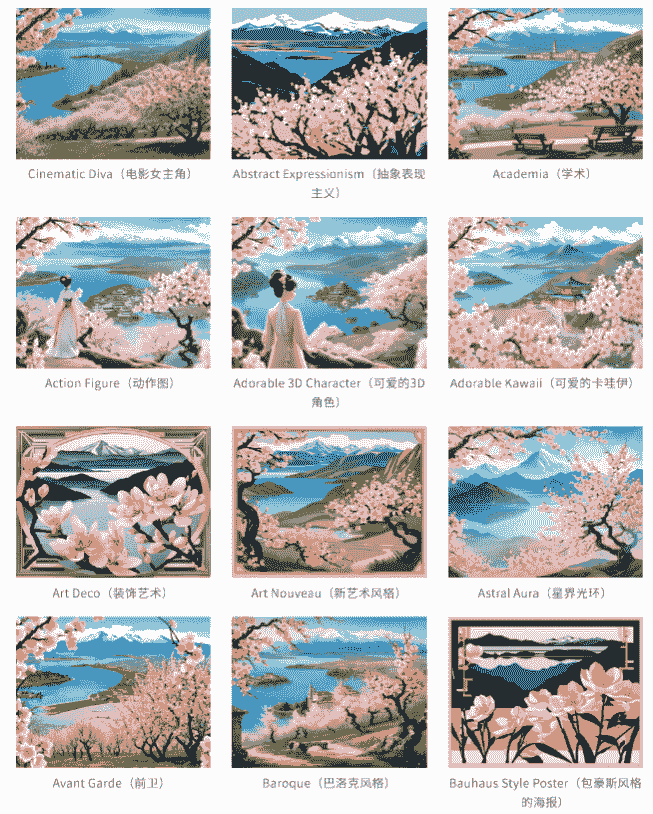 Cinematic Diva（电影女主角）
Abstract Expressionism（抽象表现
主义）
Academia（学术）
Action Figure（动作图）
Adorable 3D Character（可爱的3D
角色）
Adorable Kawaii（可爱的卡哇伊）
Art Deco（装饰艺术）
Art Nouveau（新艺术风格）
Astral Aura（星界光环）
Avant Garde（前卫）
Baroque（巴洛克风格）
Bauhaus Style Poster（包豪斯风格
的海报）